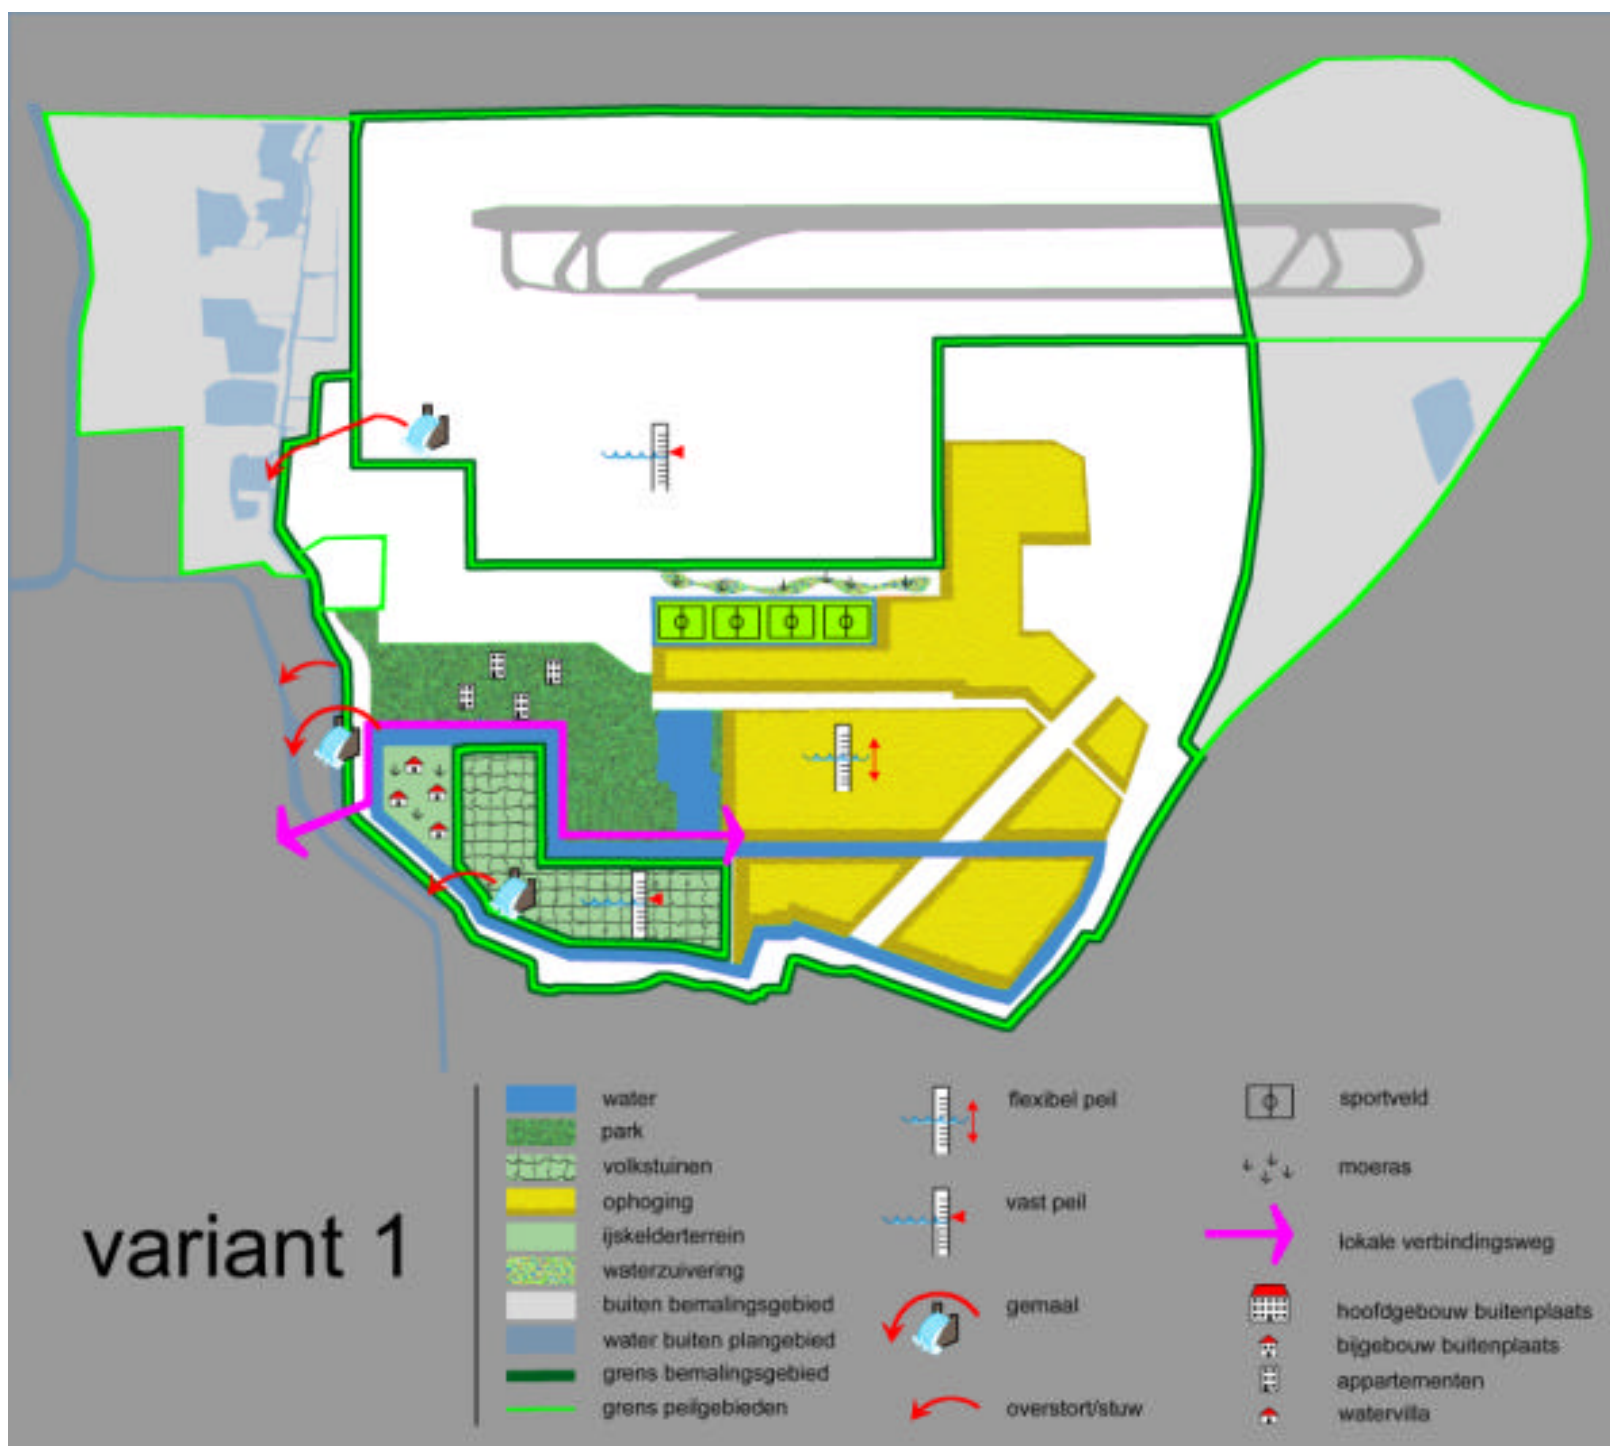 variant 1
water
park
volkstuinen
ophoging
ijskelderterrein
waterzuivering
buiten bemalingsgebied
water buiten plangebied
grens bemalingsgebied
grens peilgebieden
flexibel peil
vast peil
gemaal
overstort/stuw
sportveld
moeras
lokale verbindingsweg
hoofdgebouw buitenplaats
bijgebouw buitenplaats
appartementen
watervilla